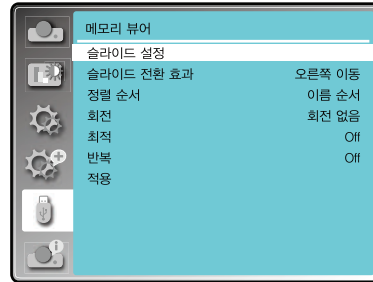 메모리 뷰어
슬라이드 설정
슬라이드 전환 효과 오른쪽 이동
정렬 순서 이름 순서
회전 회전 없음
최적 Off
반복 Off
적용